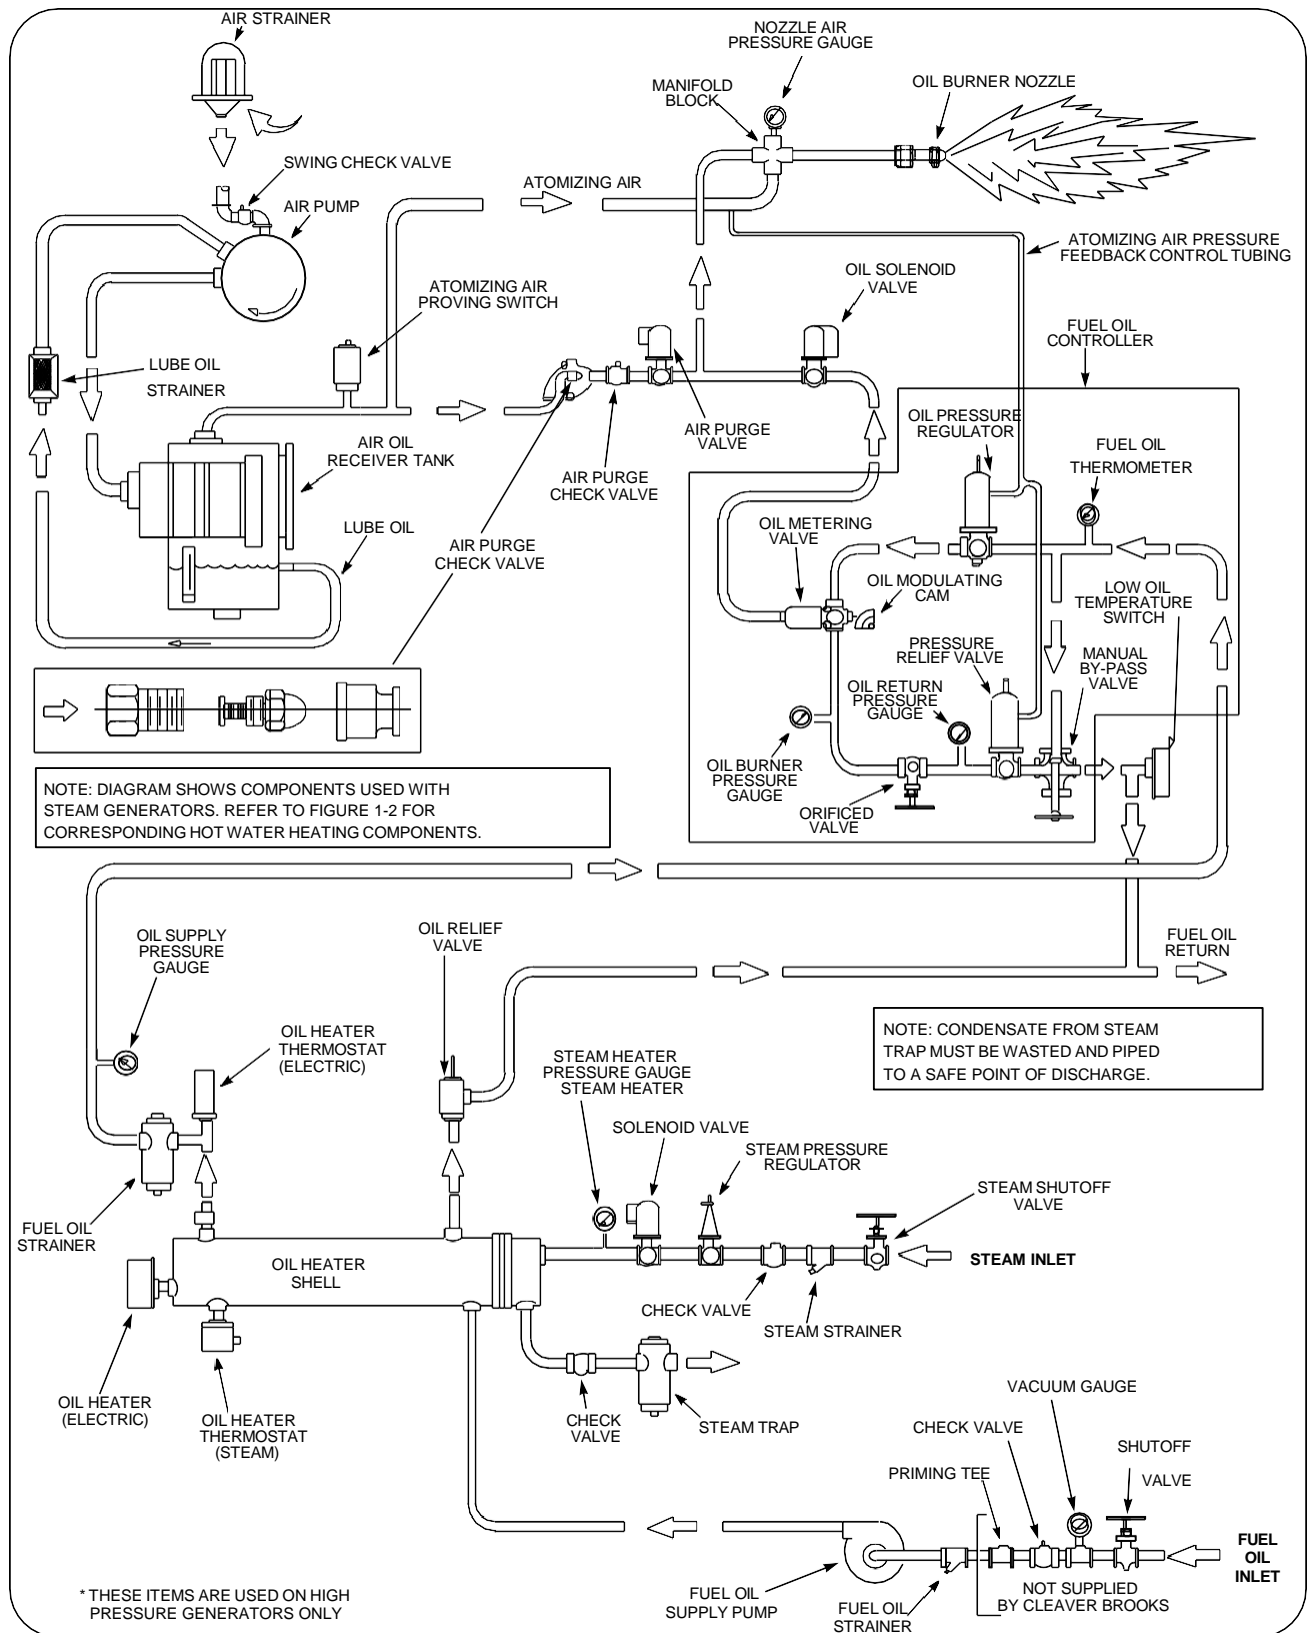 AIR STRAINER
NOZZLE AIR
PRESSURE GAUGE
MANIFOLD
BLOCK
OIL BURNER NOZZLE
SWING CHECK VALVE
AIR PUMP
ATOMIZING AIR
ATOMIZING AIR PRESSURE
FEEDBACK CONTROL TUBING
ATOMIZING AIR
PROVING SWITCH
OIL SOLENOID
VALVE
FUEL OIL
CONTROLLER
LUBE OIL
STRAINER
OIL PRESSURE
REGULATOR
AIR PURGE
VALVE
FUEL OIL
THERMOMETER
AIR OIL
RECEIVER TANK
AIR PURGE
CHECK VALVE
LUBE OIL
OIL METERING
VALVE
AIR PURGE
CHECK VALVE
OIL MODULATING
CAM
LOW OIL
TEMPERATURE
SWITCH
PRESSURE
RELIEF VALVE
MANUAL
BY-PASS
VALVE
OIL RETURN
PRESSURE
GAUGE
OIL BURNER
PRESSURE
GAUGE
ORIFICED
VALVE
NOTE: DIAGRAM SHOWS COMPONENTS USED WITH
STEAM GENERATORS. REFER TO FIGURE 1-2 FOR
CORRESPONDING HOT WATER HEATING COMPONENTS.
OIL SUPPLY
PRESSURE
GAUGE
OIL RELIEF
VALVE
FUEL OIL
RETURN
OIL HEATER
THERMOSTAT
(ELECTRIC)
NOTE: CONDENSATE FROM STEAM
TRAP MUST BE WASTED AND PIPED
TO A SAFE POINT OF DISCHARGE.
STEAM HEATER
PRESSURE GAUGE
STEAM HEATER
SOLENOID VALVE
STEAM PRESSURE
REGULATOR
STEAM SHUTOFF
VALVE
FUEL OIL
STRAINER
OIL HEATER
SHELL
STEAM INLET
CHECK VALVE
STEAM STRAINER
OIL HEATER
(ELECTRIC)
OIL HEATER
THERMOSTAT
(STEAM)
CHECK
VALVE
STEAM TRAP
VACUUM GAUGE
CHECK VALVE
SHUTOFF
VALVE
PRIMING TEE
FUEL
OIL
INLET
* THESE ITEMS ARE USED ON HIGH
PRESSURE GENERATORS ONLY
FUEL OIL
SUPPLY PUMP
FUEL OIL
STRAINER
NOT SUPPLIED
BY CLEAVER BROOKS